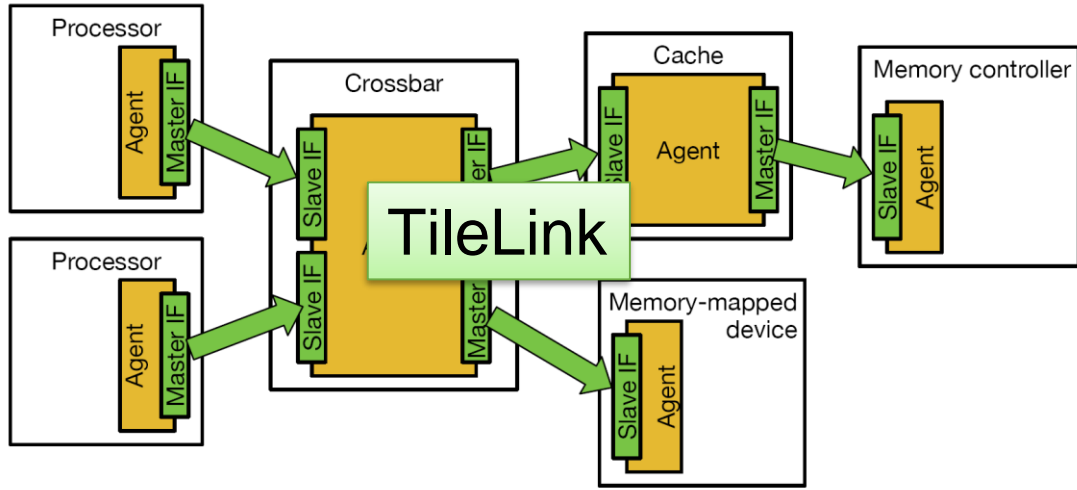 Processor
Agent
Master IF
Processor
Agent
Master IF
Crossbar
Slave IF
Slave IF
Master
TileLink
Cache
Slave IF
Agent
Master IF
Memory controller
Slave IF
Agent
Memory-mapped
device
Slave IF
Agent